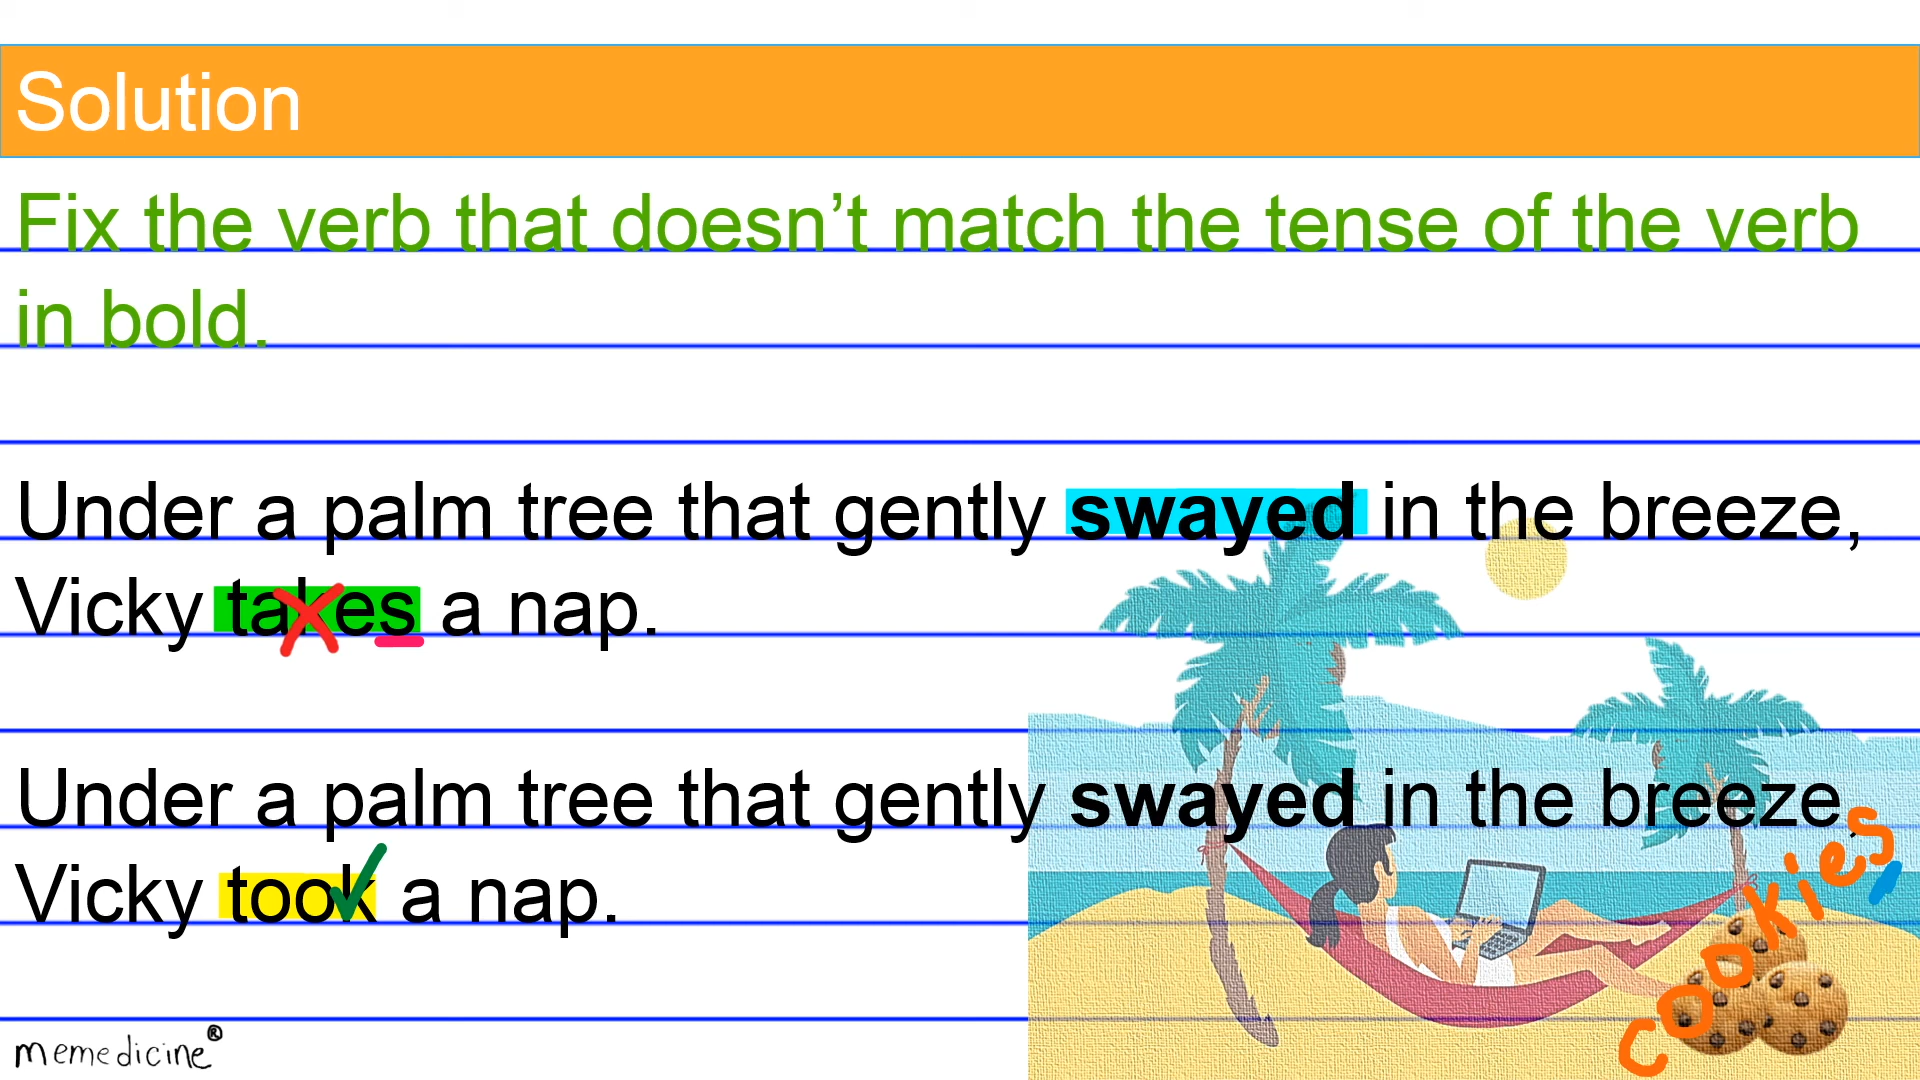 Solution
Fix the verb that doesn’t match the tense of the verb
in bold.
Under a palm tree that gently swayed in the breeze,
Vicky takes a nap.
Under a palm tree that gently swayed in the breeze,
Vicky took a nap.
cookies
memedicine®